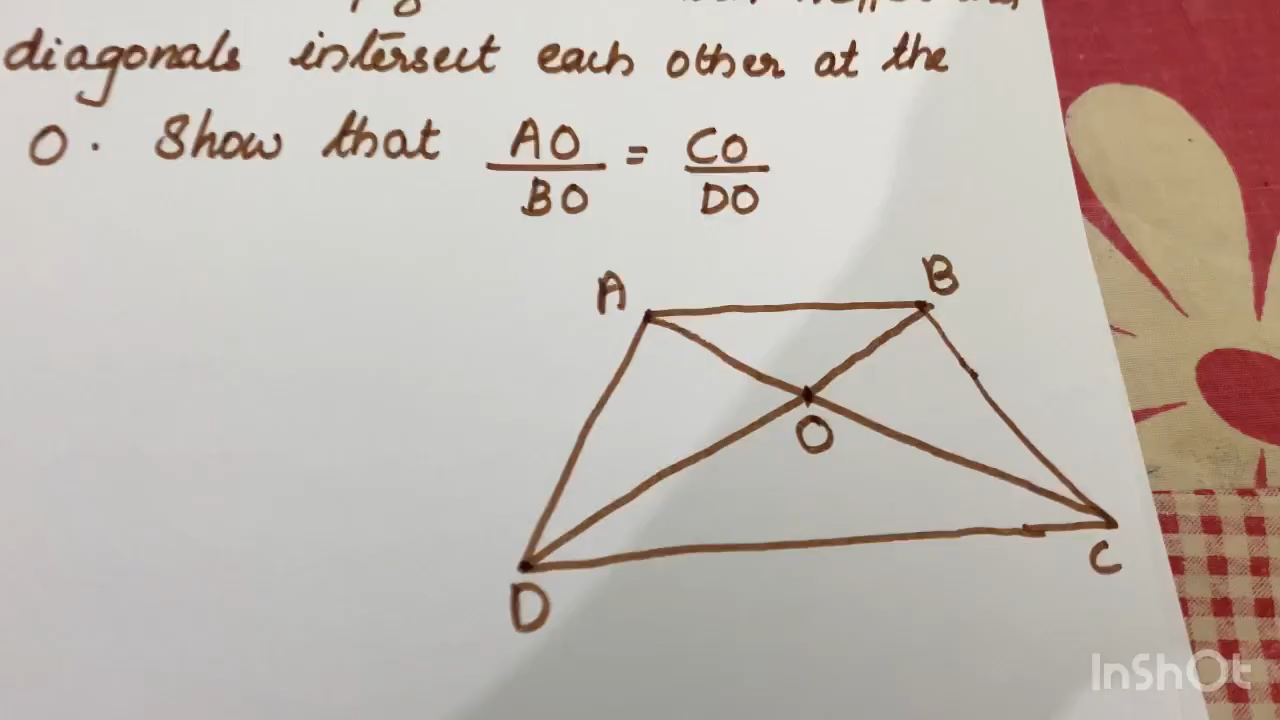 diagonals intersect each other at the
O. Show that AO/BO = CO/DO
A
B
O
D
C
InShOt